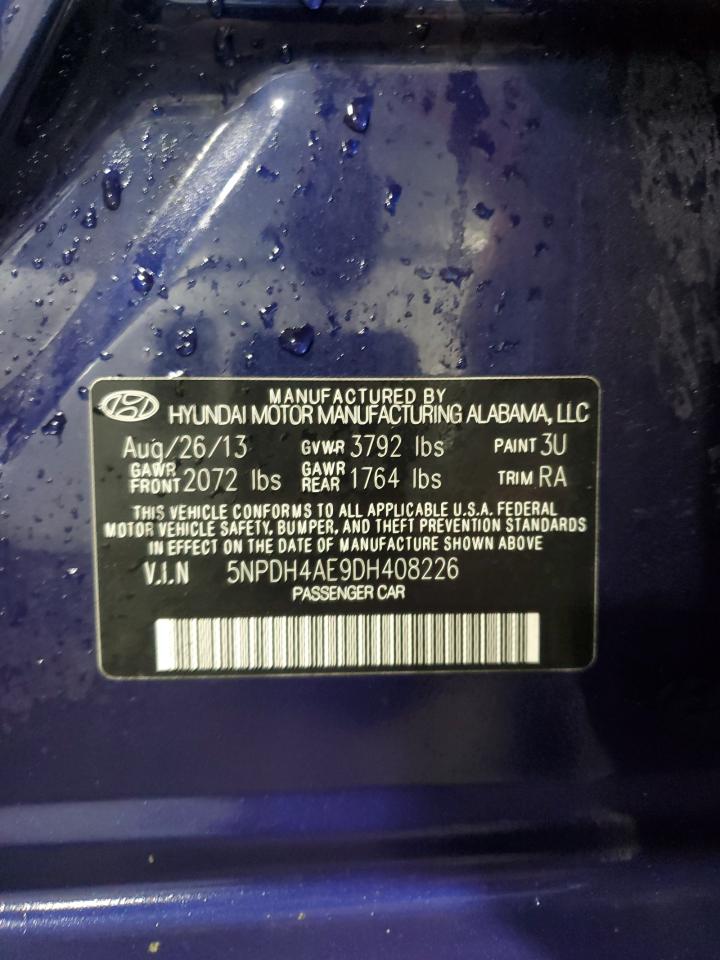 MANUFACTURED BY
HYUNDAI MOTOR MANUFACTURING ALABAMA, LLC
Aug/26/13 GVWR 3792 lbs PAINT 3U
GAWR FRONT 2072 lbs GAWR REAR 1764 lbs TRIM RA
THIS VEHICLE CONFORMS TO ALL APPLICABLE U.S.A. FEDERAL
MOTOR VEHICLE SAFETY, BUMPER, AND THEFT PREVENTION STANDARDS
IN EFFECT ON THE DATE OF MANUFACTURE SHOWN ABOVE
V.I.N 5NPDH4AE9DH408226
PASSENGER CAR